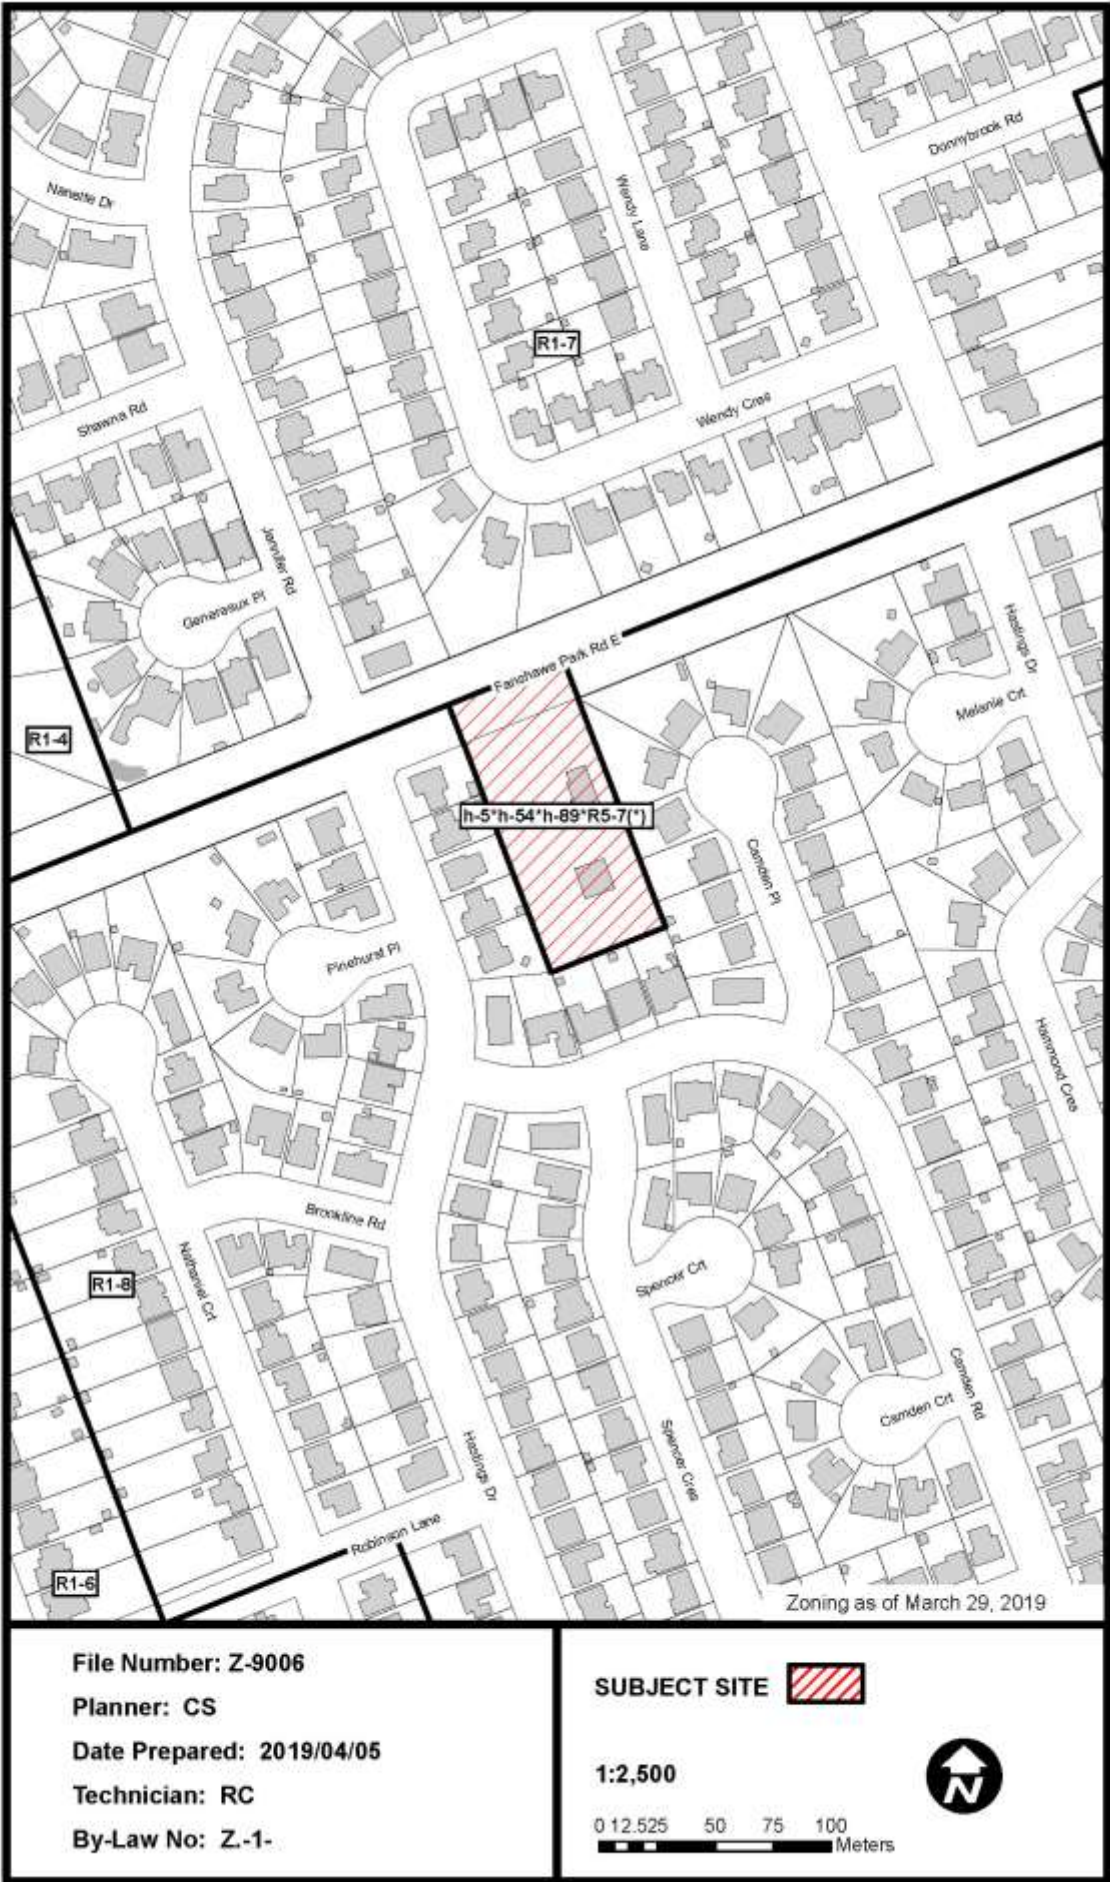 Donnybrook Rd
Nanette Dr
Wendy Lane
R1-7
Wendy Cres
Shawna Rd
Jennifer Rd
Genereaux Pl
Hastings Dr
Fanshawe Park Rd E
Melanie Crt
R1-4
h-5*h-54*h-89*R5-7(*)
Camden Pl
Pinehurst Pl
Hammond Cres
Brookline Rd
Nathaniel Crt
R1-8
Spencer Crt
Camden Rd
Camden Crt
Hastings Dr
Spencer Cres
Robinson Lane
R1-6
Zoning as of March 29, 2019
File Number: Z-9006
Planner: CS
Date Prepared: 2019/04/05
Technician: RC
By-Law No: Z.-1-
SUBJECT SITE
1:2,500
N
0 12.525 50 75 100
Meters